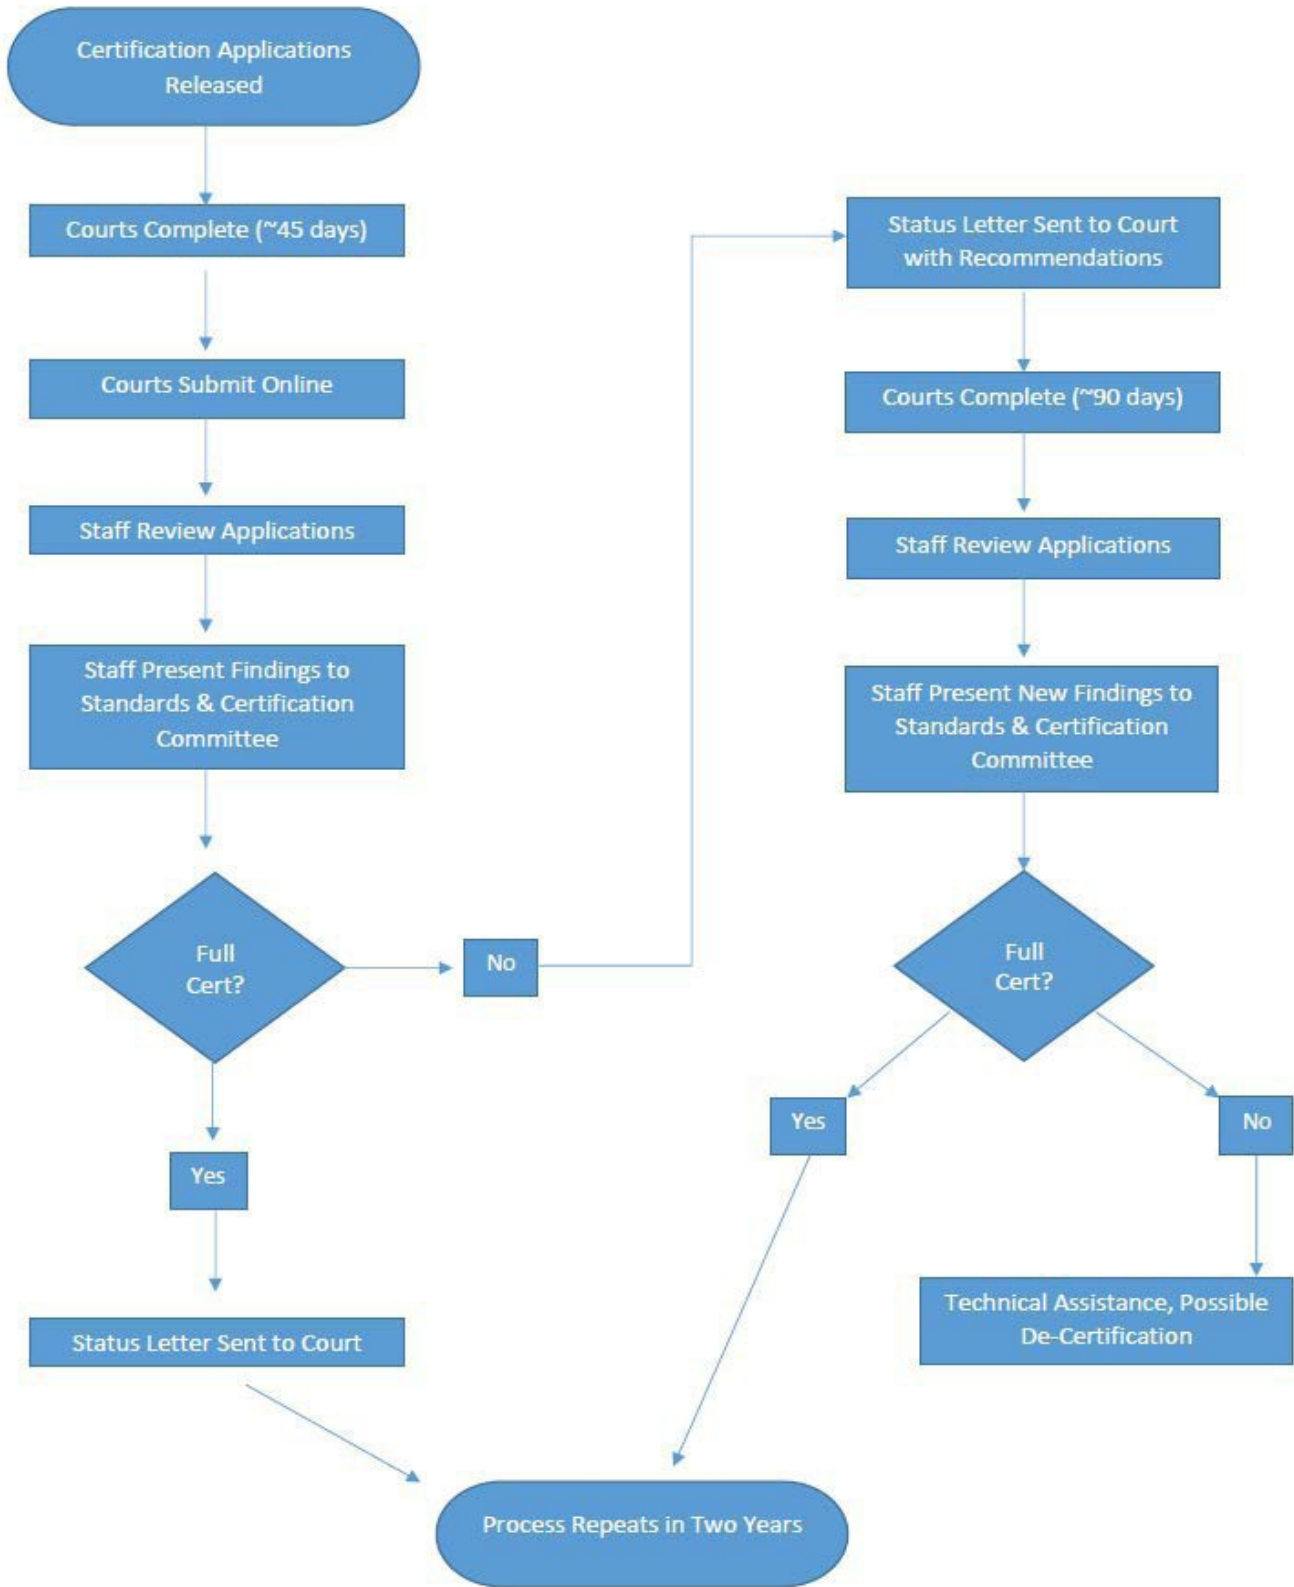 Certification Applications
Released
Courts Complete (~45 days)
Courts Submit Online
Staff Review Applications
Staff Present Findings to
Standards & Certification
Committee
Full
Cert?
No
Yes
Status Letter Sent to Court
Status Letter Sent to Court
with Recommendations
Courts Complete (~90 days)
Staff Review Applications
Staff Present New Findings to
Standards & Certification
Committee
Full
Cert?
Yes
No
Technical Assistance, Possible
De-Certification
Process Repeats in Two Years